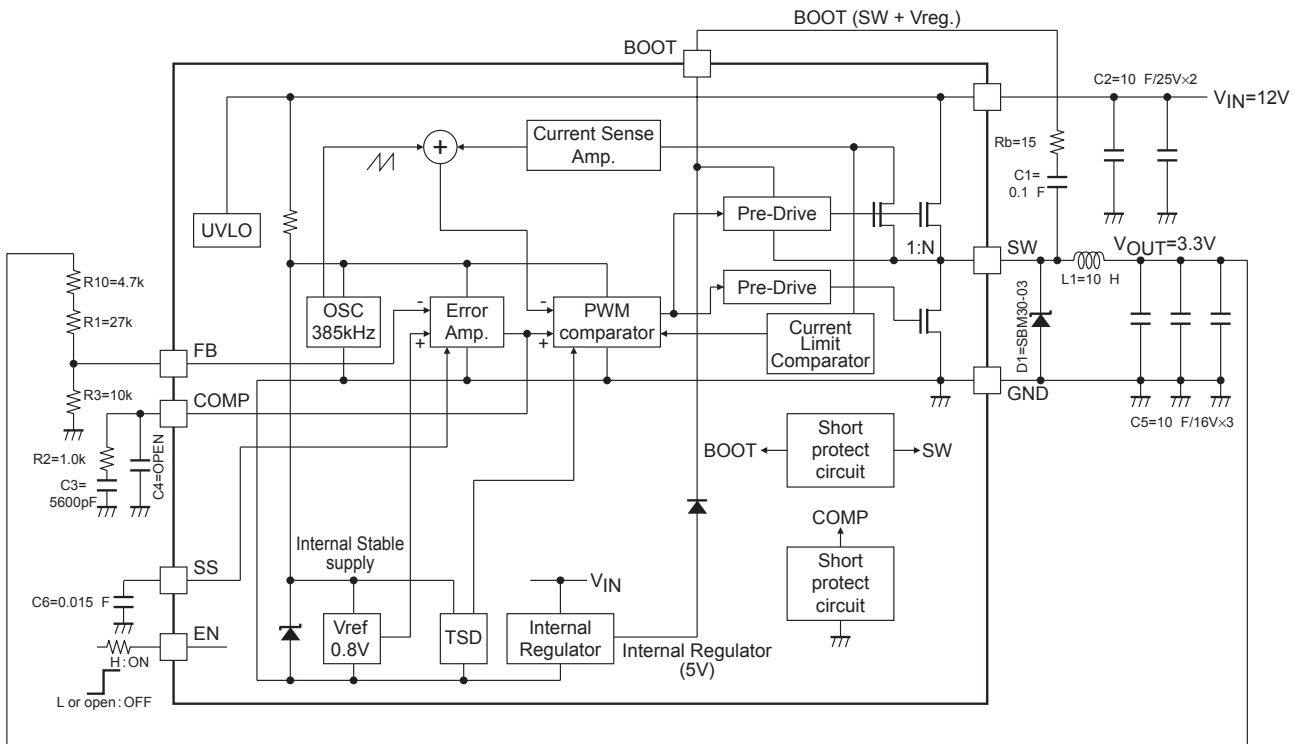 BOOT (SW + Vreg.)
BOOT
C2=10 F/25V×2
VIN=12V
Current Sense
Amp.
+
Rb=15
C1=
0.1 F
UVLO
Pre-Drive
1:N
SW
VOUT=3.3V
L1=10 H
R10=4.7k
R1=27k
OSC
385kHz
-
+
Error
Amp.
-
+
PWM
comparator
Pre-Drive
Current
Limit
Comparator
D1=SBM30-03
FB
R3=10k
COMP
GND
C5=10 F/16V×3
R2=1.0k
C3=
5600pF
C4=OPEN
BOOT
Short
protect
circuit
SW
COMP
Short
protect
circuit
Internal Stable
supply
VIN
SS
C6=0.015 F
EN
H:ON
L or open:OFF
Vref
0.8V
TSD
Internal
Regulator
Internal Regulator
(5V)